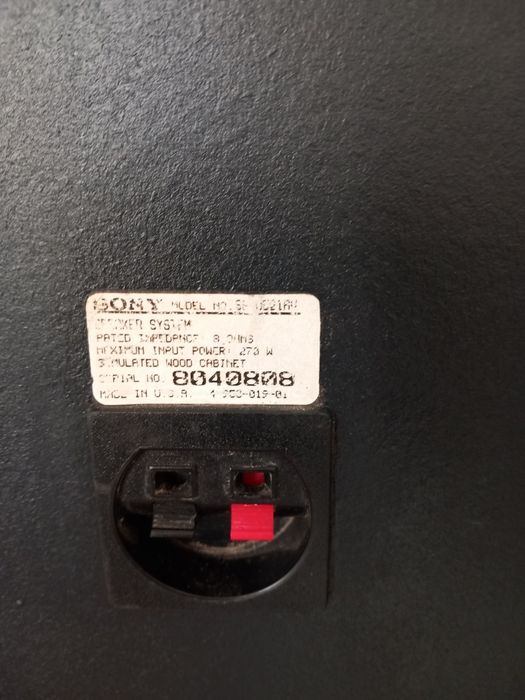 SONY MODEL NO.
SPEAKER SYSTEM
RATED IMPEDANCE: 8 OHMS
MAXIMUM INPUT POWER: 270 W
SIMULATED WOOD CABINET
SERIAL NO. 8040808
MADE IN U.S.A.